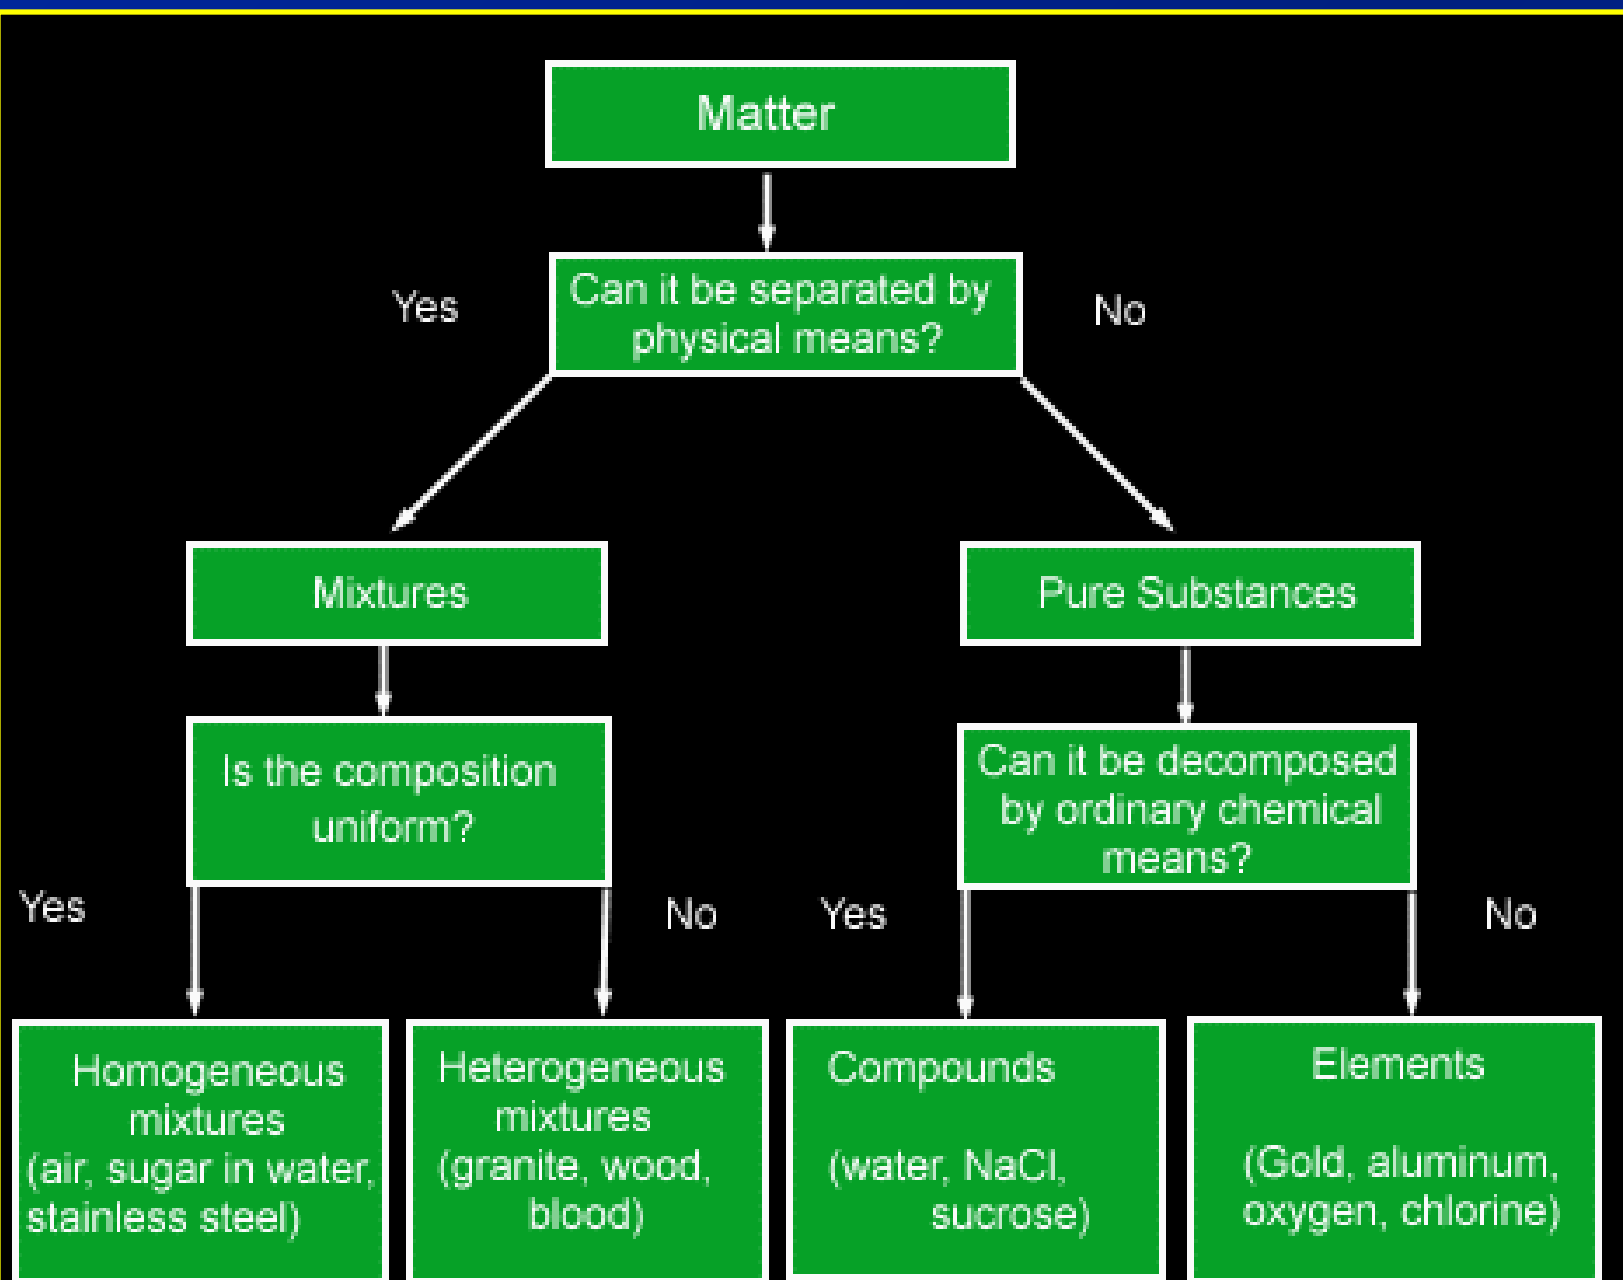 Matter
Yes
Can it be separated by
physical means?
No
Mixtures
Pure Substances
Is the composition
uniform?
Can it be decomposed
by ordinary chemical
means?
Yes
No
Yes
No
Homogeneous
mixtures
(air, sugar in water,
stainless steel)
Heterogeneous
mixtures
(granite, wood,
blood)
Compounds
(water, NaCl,
sucrose)
Elements
(Gold, aluminum,
oxygen, chlorine)